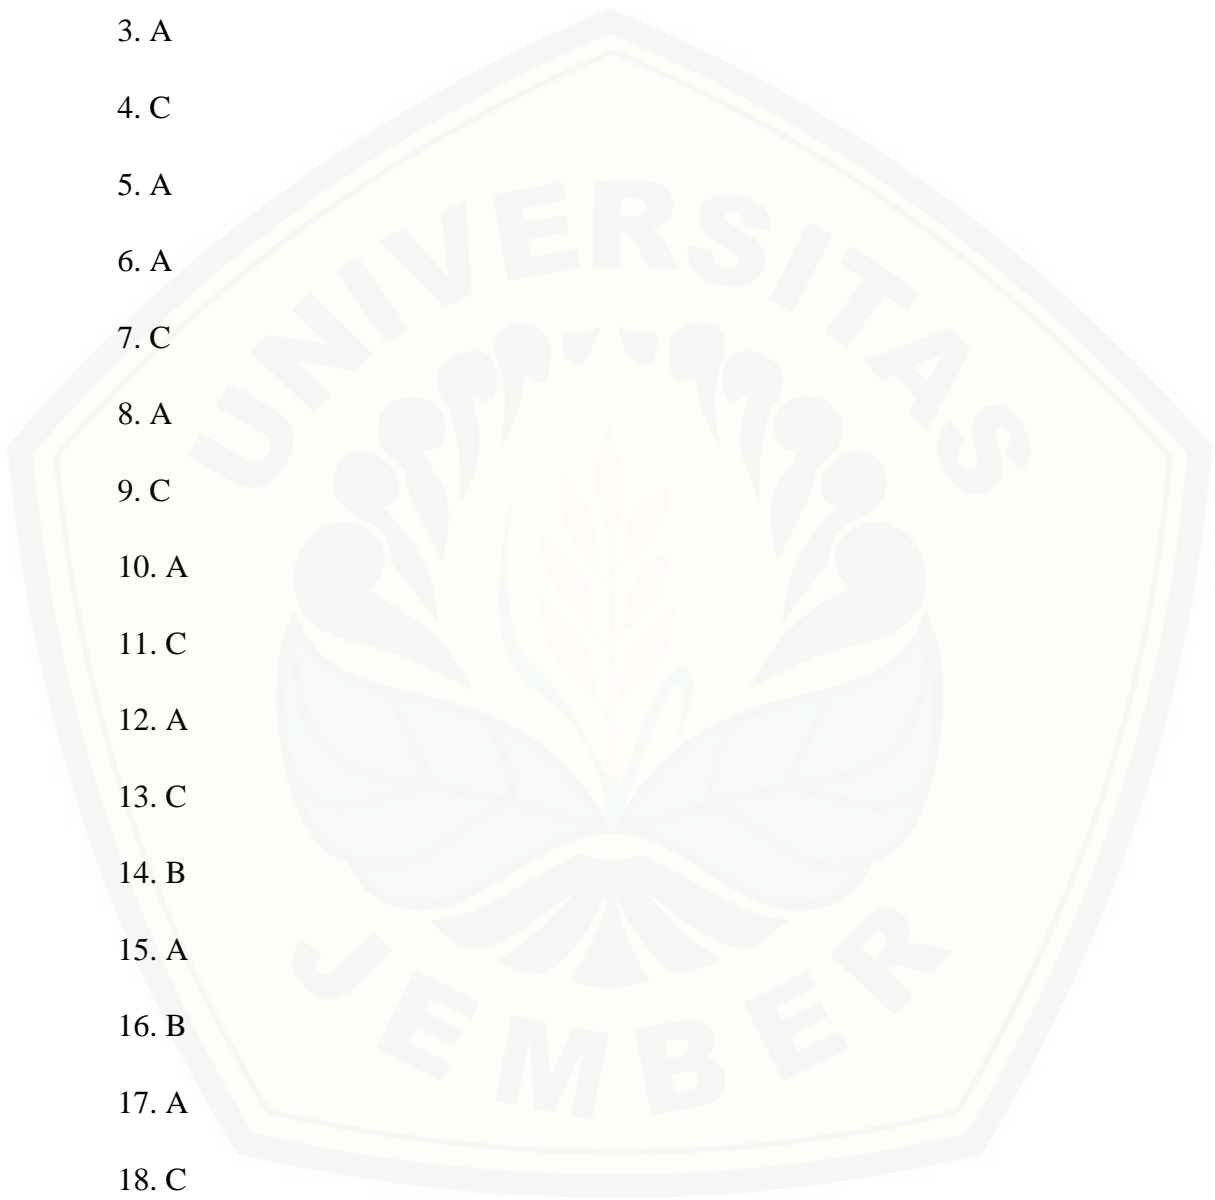 3. A
4. C
5. A
6. A
7. C
8. A
9. C
10. A
11. C
12. A
13. C
14. B
15. A
16. B
17. A
18. C
UNIVERSITAS
JEMBER